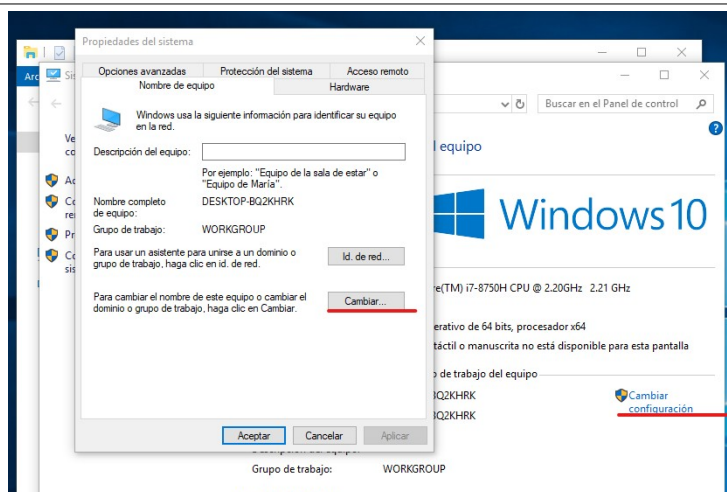 Propiedades del sistema
Opciones avanzadas Protección del sistema Acceso remoto
Nombre de equipo Hardware
Windows usa la siguiente información para identificar su equipo
en la red.
Descripción del equipo:
Por ejemplo: "Equipo de la sala de estar" o
"Equipo de María".
Nombre completo
de equipo:
DESKTOP-BQ2KHRK
Grupo de trabajo: WORKGROUP
Para usar un asistente para unirse a un dominio o
grupo de trabajo, haga clic en id. de red.
Id. de red...
Para cambiar el nombre de este equipo o cambiar el
dominio o grupo de trabajo, haga clic en Cambiar.
Cambiar...
Aceptar Cancelar Aplicar
Buscar en el Panel de control
equipo
Windows 10
i7-8750H CPU @ 2.20GHz 2.21 GHz
de 64 bits, procesador x64
o manuscrita no está disponible para esta pantalla
de trabajo del equipo
Cambiar
configuración
Grupo de trabajo: WORKGROUP